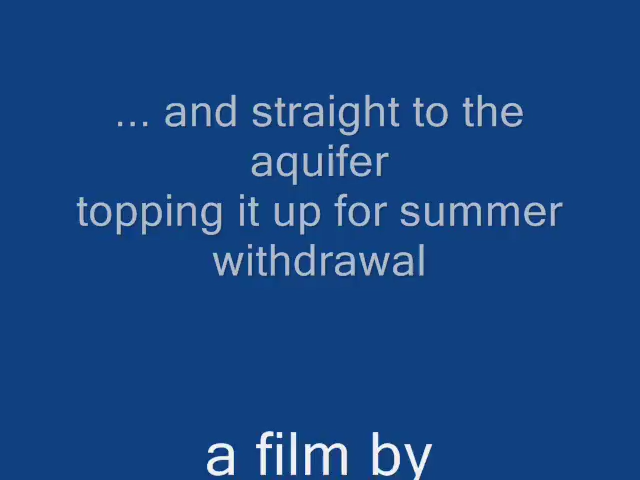 ... and straight to the
aquifer
topping it up for summer
withdrawal
a film by